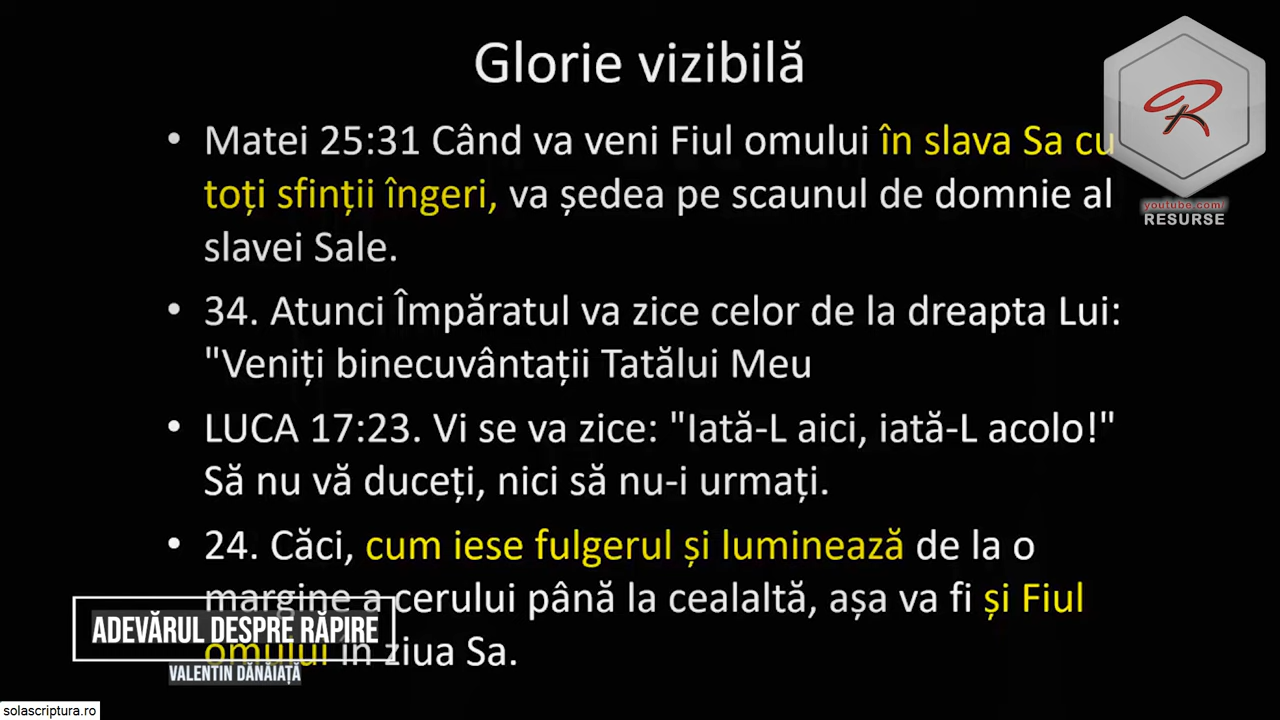 Glorie vizibilă
• Matei 25:31 Când va veni Fiul omului în slava Sa cu
toți sfinții îngeri, va ședea pe scaunul de domnie al
slavei Sale.
• 34. Atunci Împăratul va zice celor de la dreapta Lui:
"Veniți binecuvântații Tatălui Meu
• LUCA 17:23. Vi se va zice: "Iată-L aici, iată-L acolo!"
Să nu vă duceți, nici să nu-i urmați.
• 24. Căci, cum iese fulgerul și luminează de la o
margine a cerului până la cealaltă, așa va fi și Fiul
omului în ziua Sa.
R
youtube.com/
RESURSE
ADEVĂRUL DESPRE RĂPIRE
VALENTIN DĂNĂIAȚĂ
solascriptura.ro